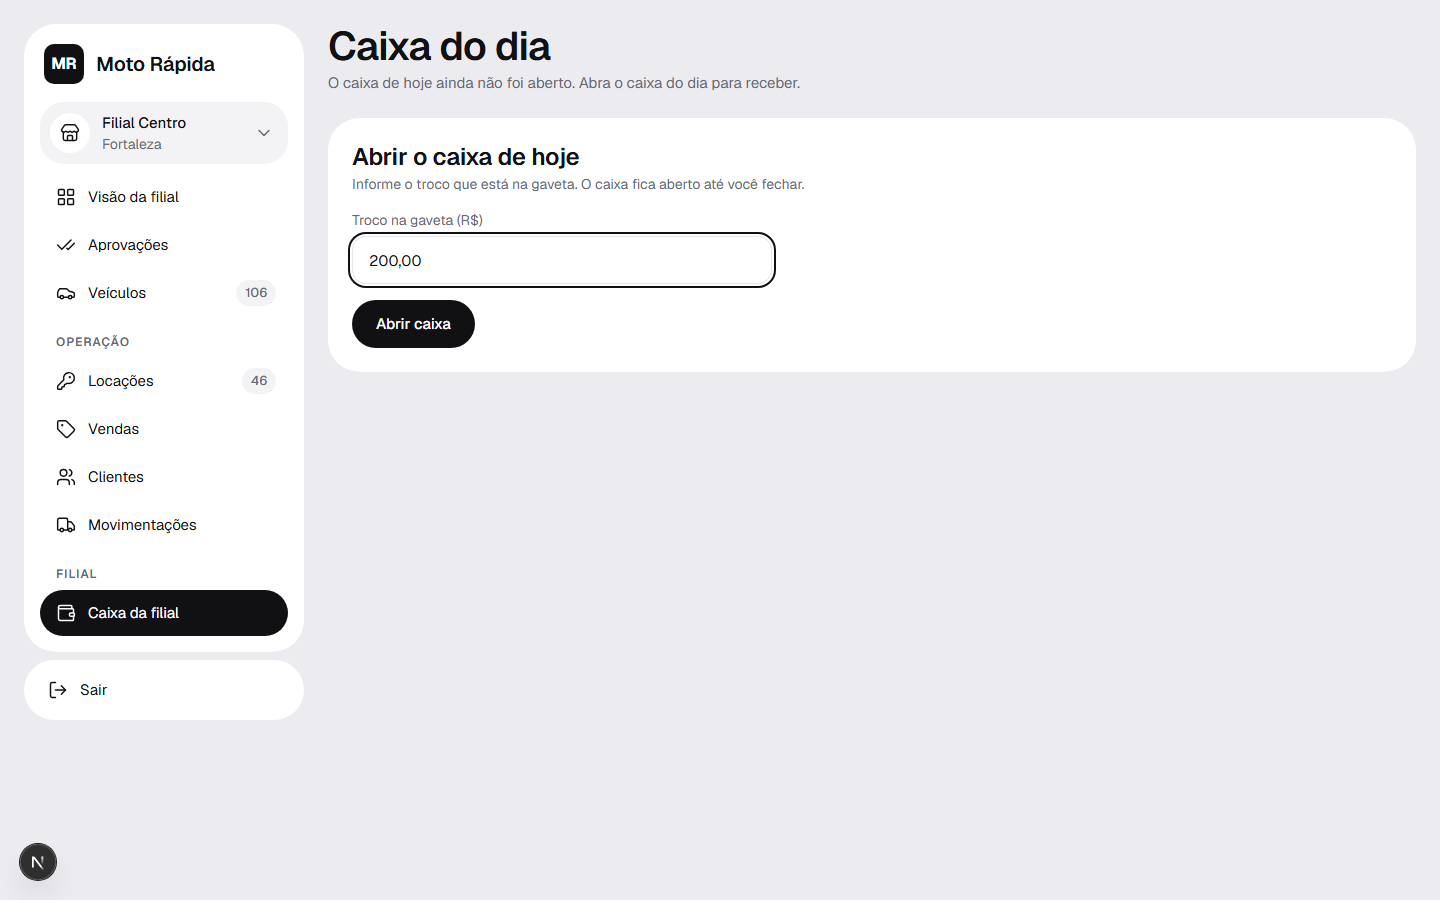 MR
Moto Rápida
Filial Centro
Fortaleza
Visão da filial
Aprovações
Veículos 106
OPERAÇÃO
Locações 46
Vendas
Clientes
Movimentações
FILIAL
Caixa da filial
Sair
N
Caixa do dia
O caixa de hoje ainda não foi aberto. Abra o caixa do dia para receber.
Abrir o caixa de hoje
Informe o troco que está na gaveta. O caixa fica aberto até você fechar.
Troco na gaveta (R$)
200,00
Abrir caixa